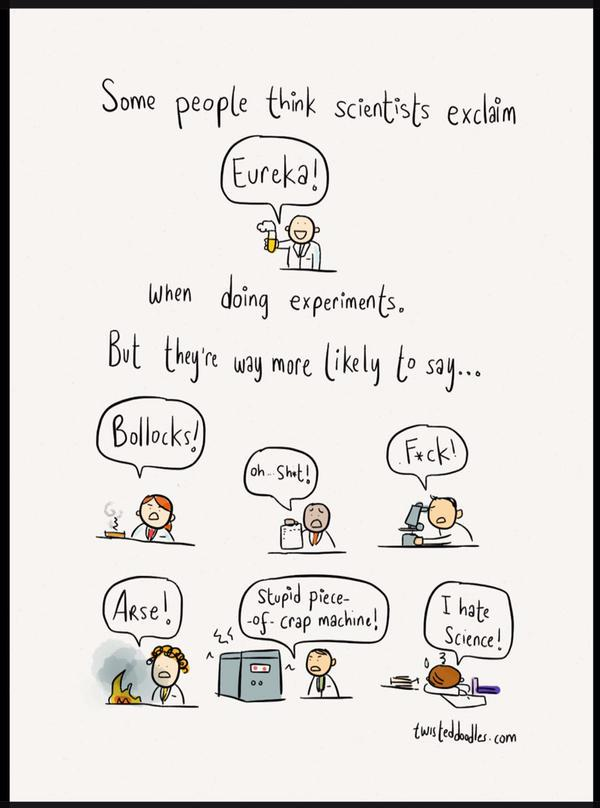 Some people think scientists exclaim
Eureka!
when doing experiments.
But they're way more likely to say...
Bollocks!
oh... Sh*t!
F*ck!
Arse!
Stupid piece-
-of- crap machine!
I hate
Science!
twisteddoodles.com